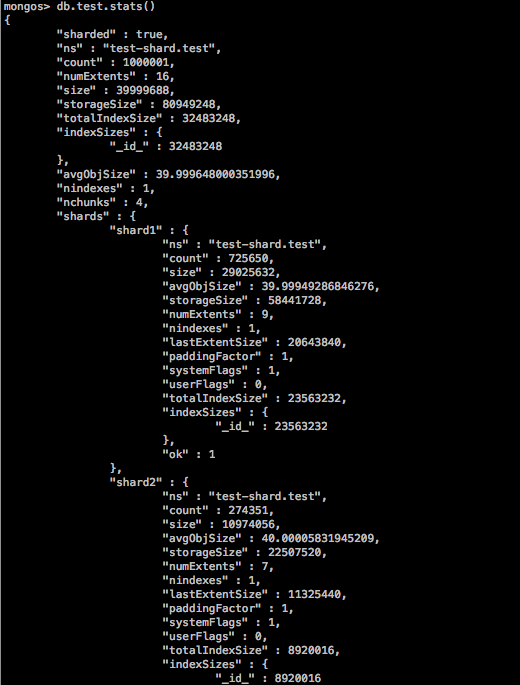 mongos> db.test.stats()
{
"sharded" : true,
"ns" : "test-shard.test",
"count" : 1000001,
"numExtents" : 16,
"size" : 39999688,
"storageSize" : 80949248,
"totalIndexSize" : 32483248,
"indexSizes" : {
"_id_" : 32483248
},
"avgObjSize" : 39.999648000351996,
"nindexes" : 1,
"nchunks" : 4,
"shards" : {
"shard1" : {
"ns" : "test-shard.test",
"count" : 725650,
"size" : 29025632,
"avgObjSize" : 39.99949286846276,
"storageSize" : 58441728,
"numExtents" : 9,
"nindexes" : 1,
"lastExtentSize" : 20643840,
"paddingFactor" : 1,
"systemFlags" : 1,
"userFlags" : 0,
"totalIndexSize" : 23563232,
"indexSizes" : {
"_id_" : 23563232
},
"ok" : 1
},
"shard2" : {
"ns" : "test-shard.test",
"count" : 274351,
"size" : 10974056,
"avgObjSize" : 40.00005831945209,
"storageSize" : 22507520,
"numExtents" : 7,
"nindexes" : 1,
"lastExtentSize" : 11325440,
"paddingFactor" : 1,
"systemFlags" : 1,
"userFlags" : 0,
"totalIndexSize" : 8920016,
"indexSizes" : {
"_id_" : 8920016